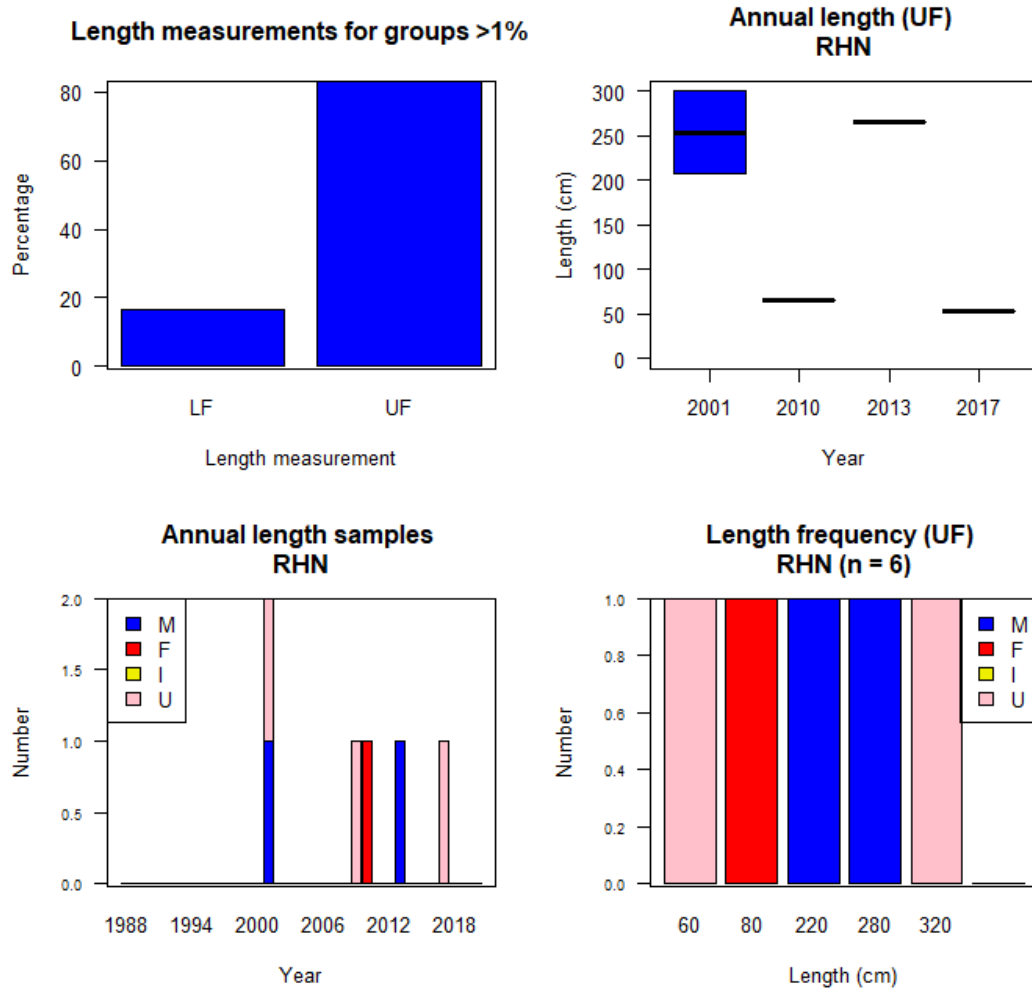 Length measurements for groups >1%
80
60
40
20
0
Percentage
LF
UF
Length measurement
Annual length (UF)
RHN
300
250
200
150
100
50
0
Length (cm)
2001
2010
2013
2017
Year
Annual length samples
RHN
2.0
1.5
1.0
0.5
0.0
Number
M
F
I
U
1988
1994
2000
2006
2012
2018
Year
Length frequency (UF)
RHN (n = 6)
1.0
0.8
0.6
0.4
0.2
0.0
Number
M
F
I
U
60
80
220
280
320
Length (cm)